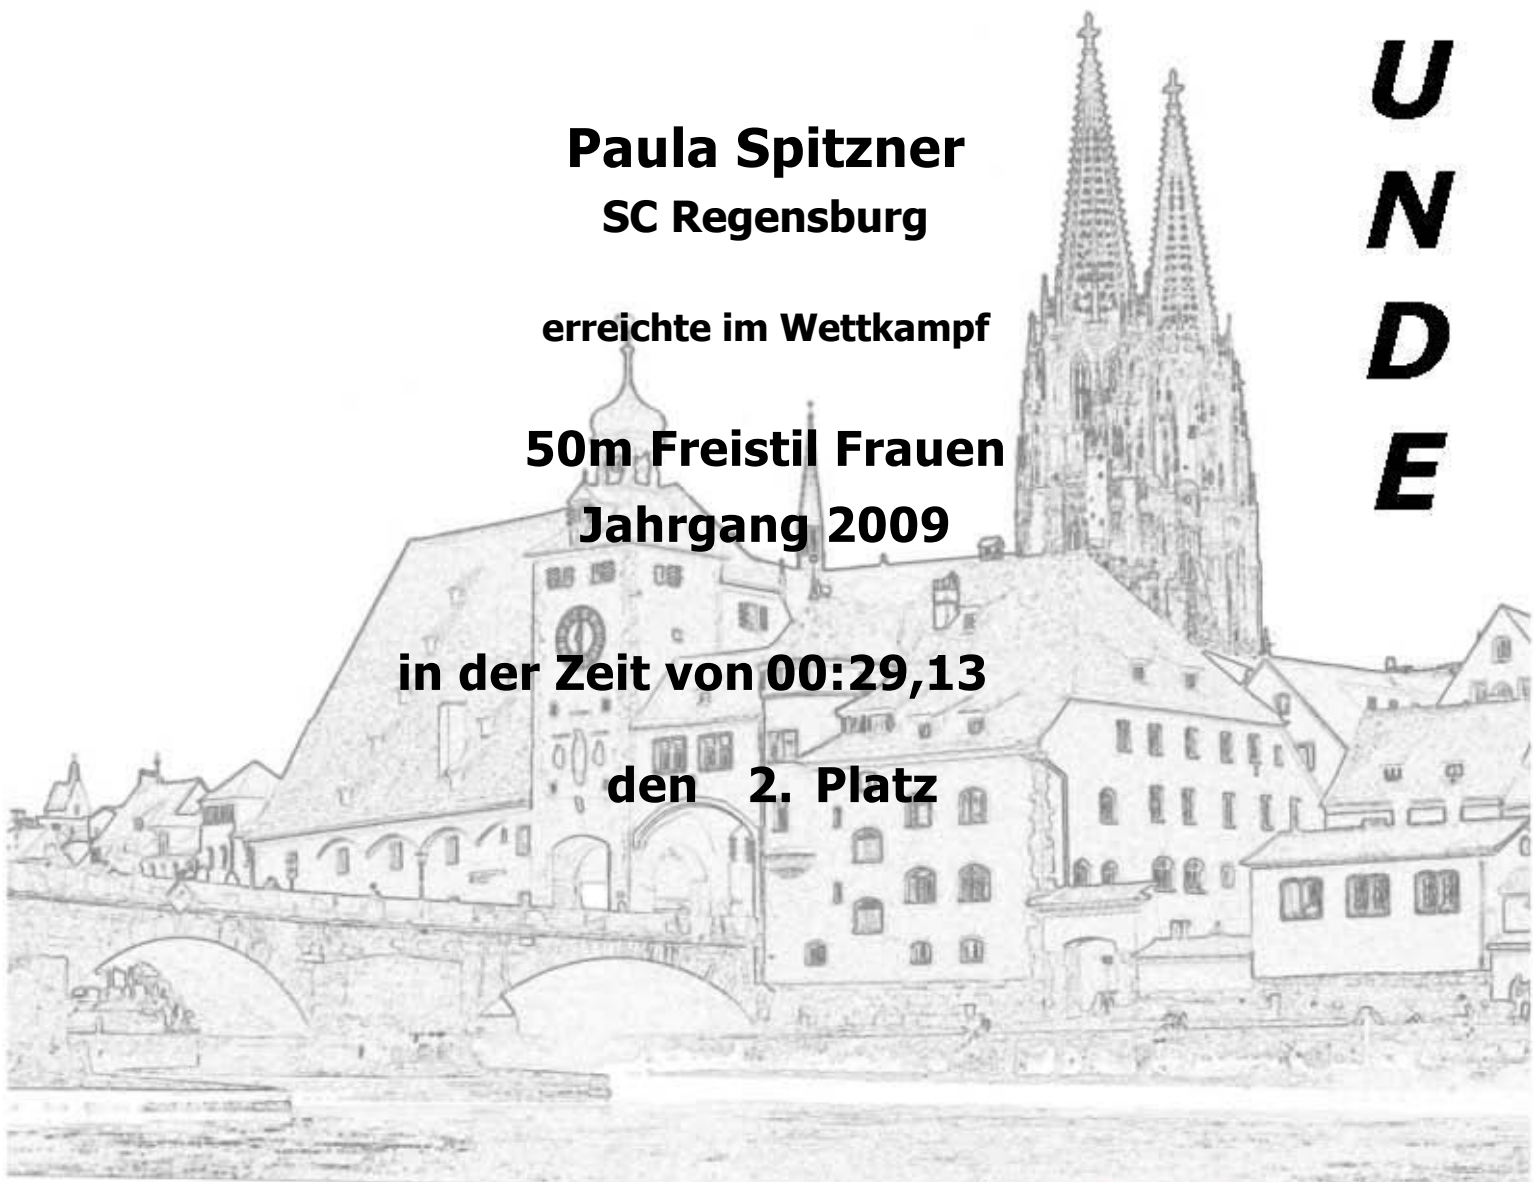 Paula Spitzner
SC Regensburg
erreichte im Wettkampf
50m Freistil Frauen
Jahrgang 2009
in der Zeit von 00:29,13
den 2. Platz
U
N
D
E